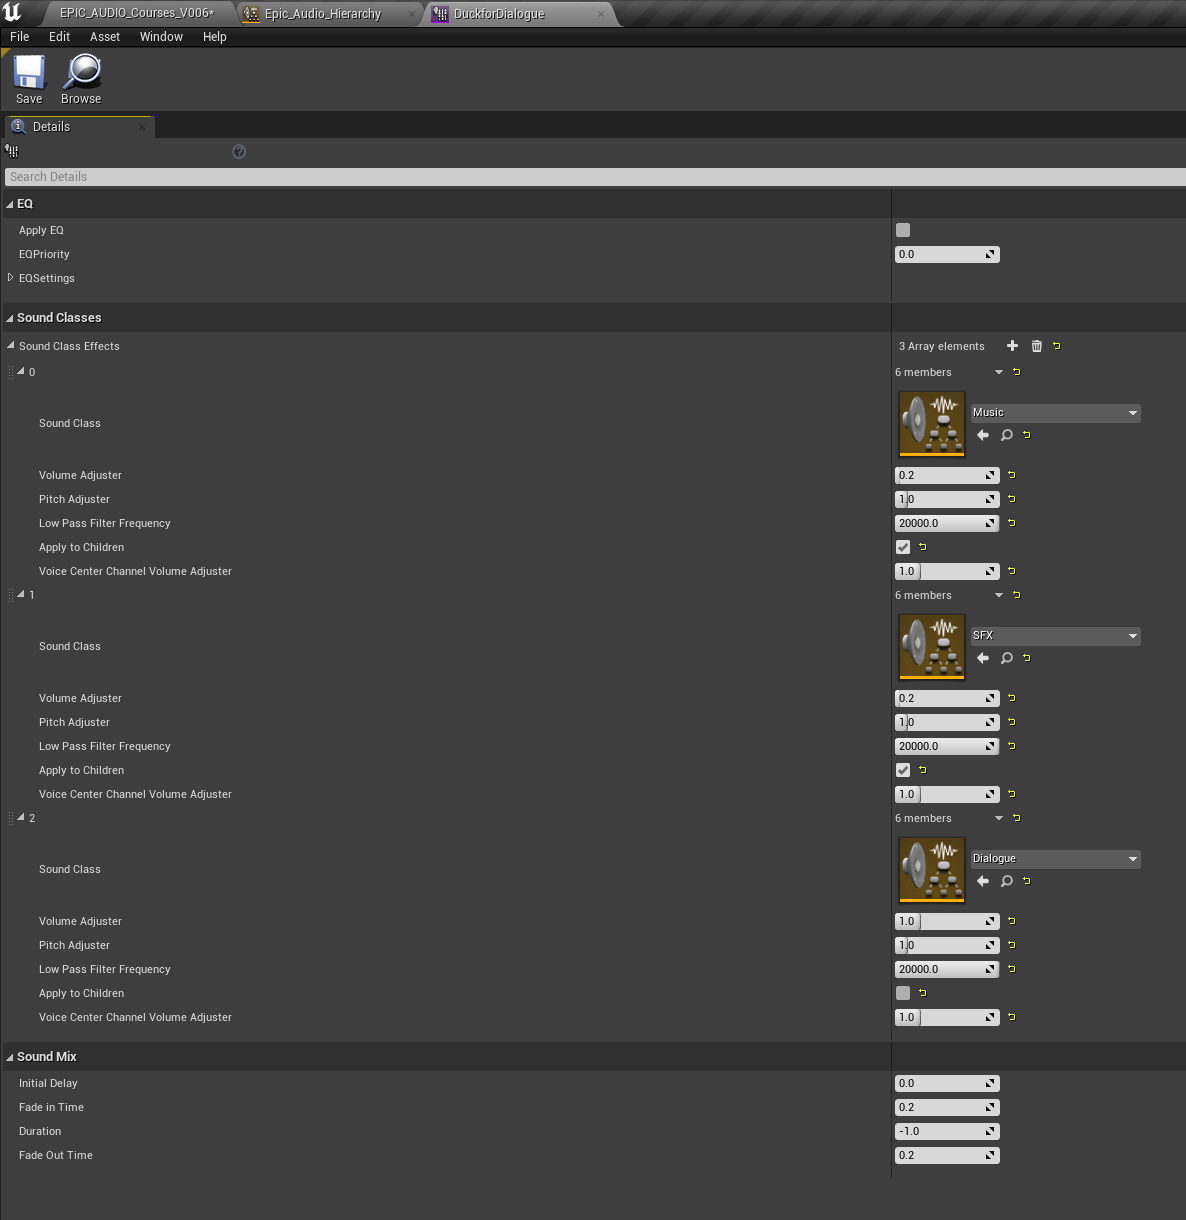 EPIC_AUDIO_Courses_V006*
Epic_Audio_Hierarchy
DuckforDialogue
File Edit Asset Window Help
Save Browse
Details
Search Details
EQ
Apply EQ
EQPriority 0.0
EQSettings
Sound Classes
Sound Class Effects 3 Array elements
0 6 members
Sound Class Music
Volume Adjuster 0.2
Pitch Adjuster 1.0
Low Pass Filter Frequency 20000.0
Apply to Children
Voice Center Channel Volume Adjuster 1.0
1 6 members
Sound Class SFX
Volume Adjuster 0.2
Pitch Adjuster 1.0
Low Pass Filter Frequency 20000.0
Apply to Children
Voice Center Channel Volume Adjuster 1.0
2 6 members
Sound Class Dialogue
Volume Adjuster 1.0
Pitch Adjuster 1.0
Low Pass Filter Frequency 20000.0
Apply to Children
Voice Center Channel Volume Adjuster 1.0
Sound Mix
Initial Delay 0.0
Fade in Time 0.2
Duration -1.0
Fade Out Time 0.2